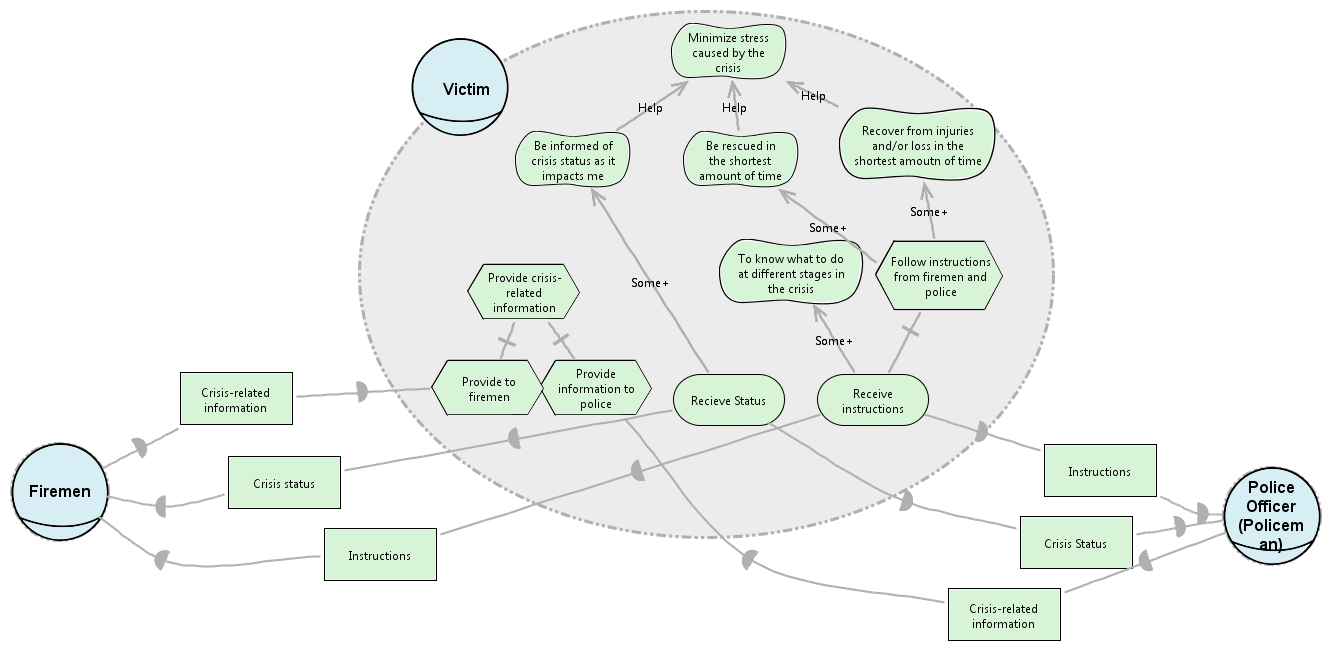 Minimize stress
caused by the
crisis
Victim
Help
Help
Help
Be informed of
crisis status as it
impacts me
Be rescued in
the shortest
amount of time
Recover from injuries
and/or loss in the
shortest amoutn of time
Some+
Some+
To know what to do
at different stages in
the crisis
Follow instructions
from firemen and
police
Provide crisis-
related
information
Some+
Some+
Provide to
firemen
Provide
information to
police
Recieve Status
Receive
instructions
Crisis-related
information
Crisis status
Instructions
Firemen
Instructions
Crisis Status
Crisis-related
information
Police
Officer
(Policem
an)